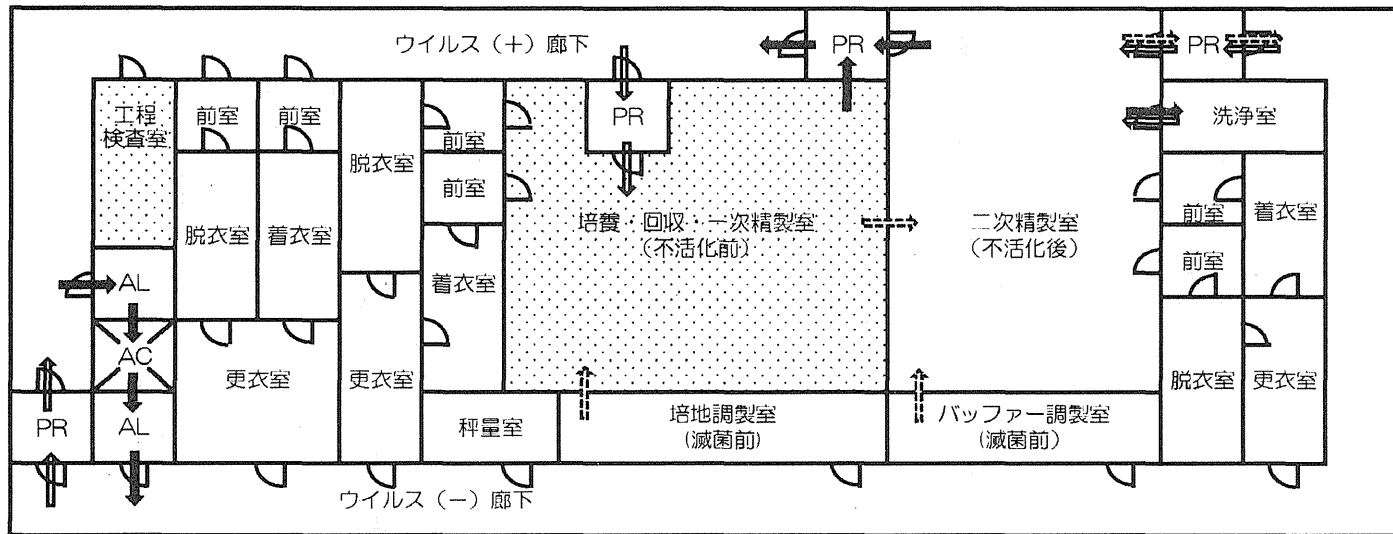 ウイルス（＋）廊下
PR
PR
工程
検査室
前室
前室
脱衣室
前室
PR
洗浄室
前室
脱衣室
着衣室
培養・回収・一次精製室
（不活化前）
二次精製室
（不活化後）
前室
着衣室
前室
AL
着衣室
AC
更衣室
更衣室
脱衣室
更衣室
PR
AL
秤量室
培地調製室
(滅菌前)
バッファー調製室
(滅菌前）
ウイルス（－）廊下